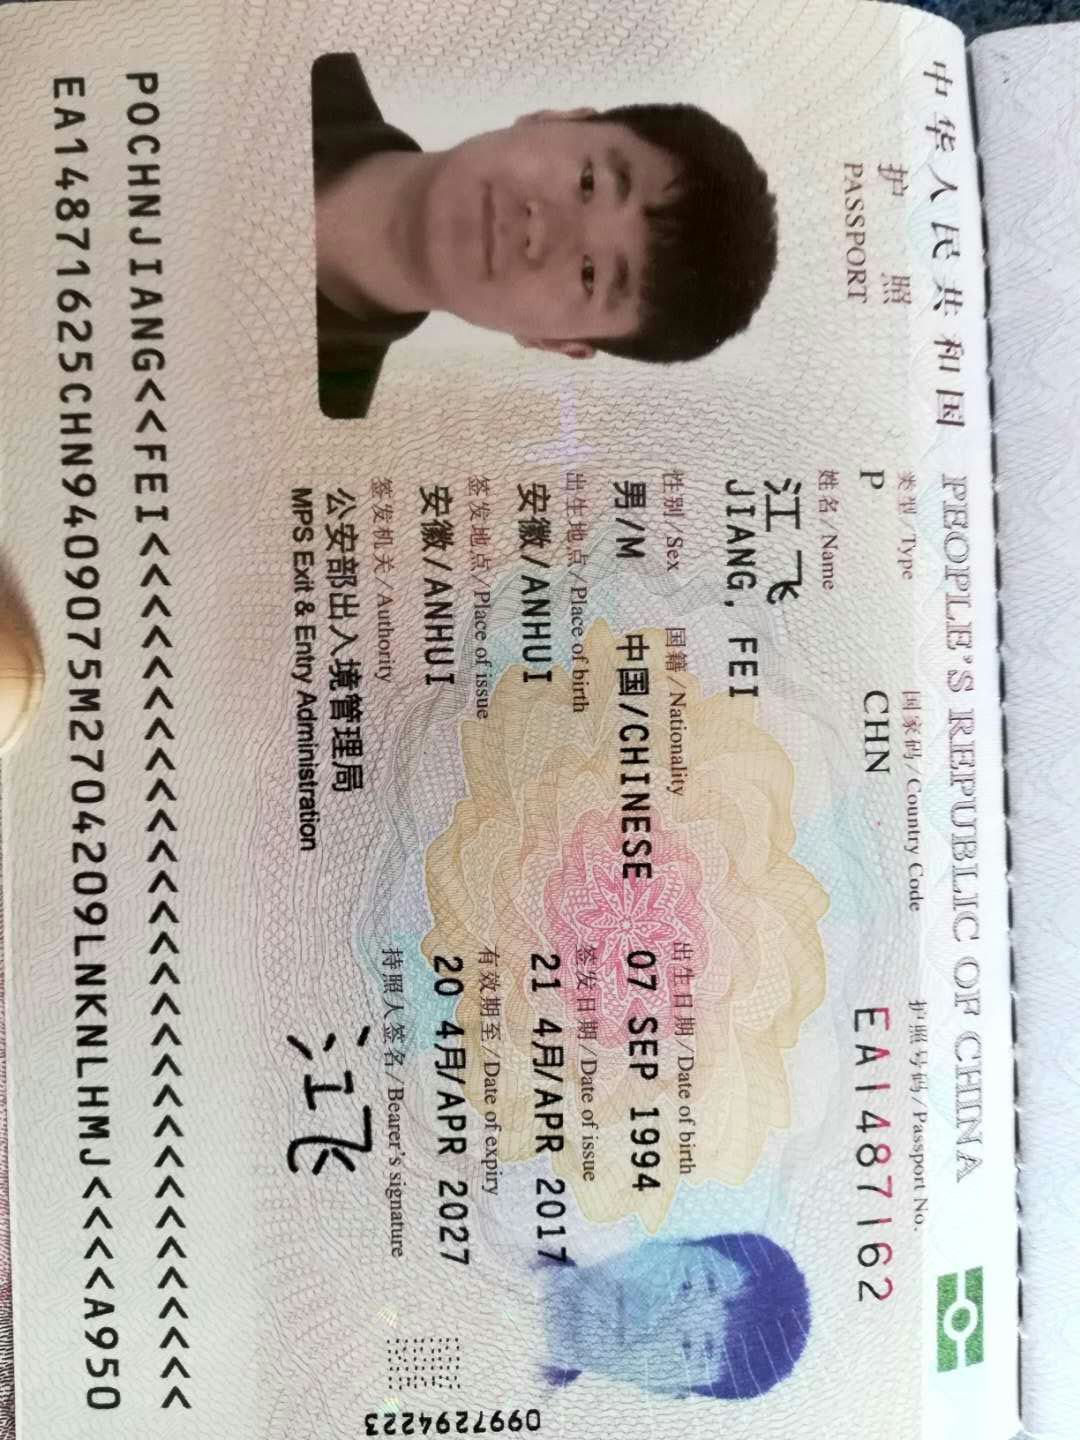 中华人民共和国 PEOPLE'S REPUBLIC OF CHINA
护照
PASSPORT
类型/Type 国家码/Country Code 护照号码/Passport No.
P CHN EA1487162
姓名/Name
江飞
JIANG, FEI
性别/Sex 国籍/Nationality 出生日期/Date of birth
男/M 中国/CHINESE 07 SEP 1994
出生地点/Place of birth 签发日期/Date of issue
安徽/ANHUI 21 4月/APR 2017
签发地点/Place of issue 有效期至/Date of expiry
安徽/ANHUI 20 4月/APR 2027
签发机关/Authority 持照人签名/Bearer's signature
公安部出入境管理局
MPS Exit & Entry Administration
江飞
0997294223
POCHNJIANG<<FEI<<<<<<<<<<<<<<<<<<<<<<<<<<<<<
EA14871625CHN9409075M2704209LNKNLHMJ<<<<A950